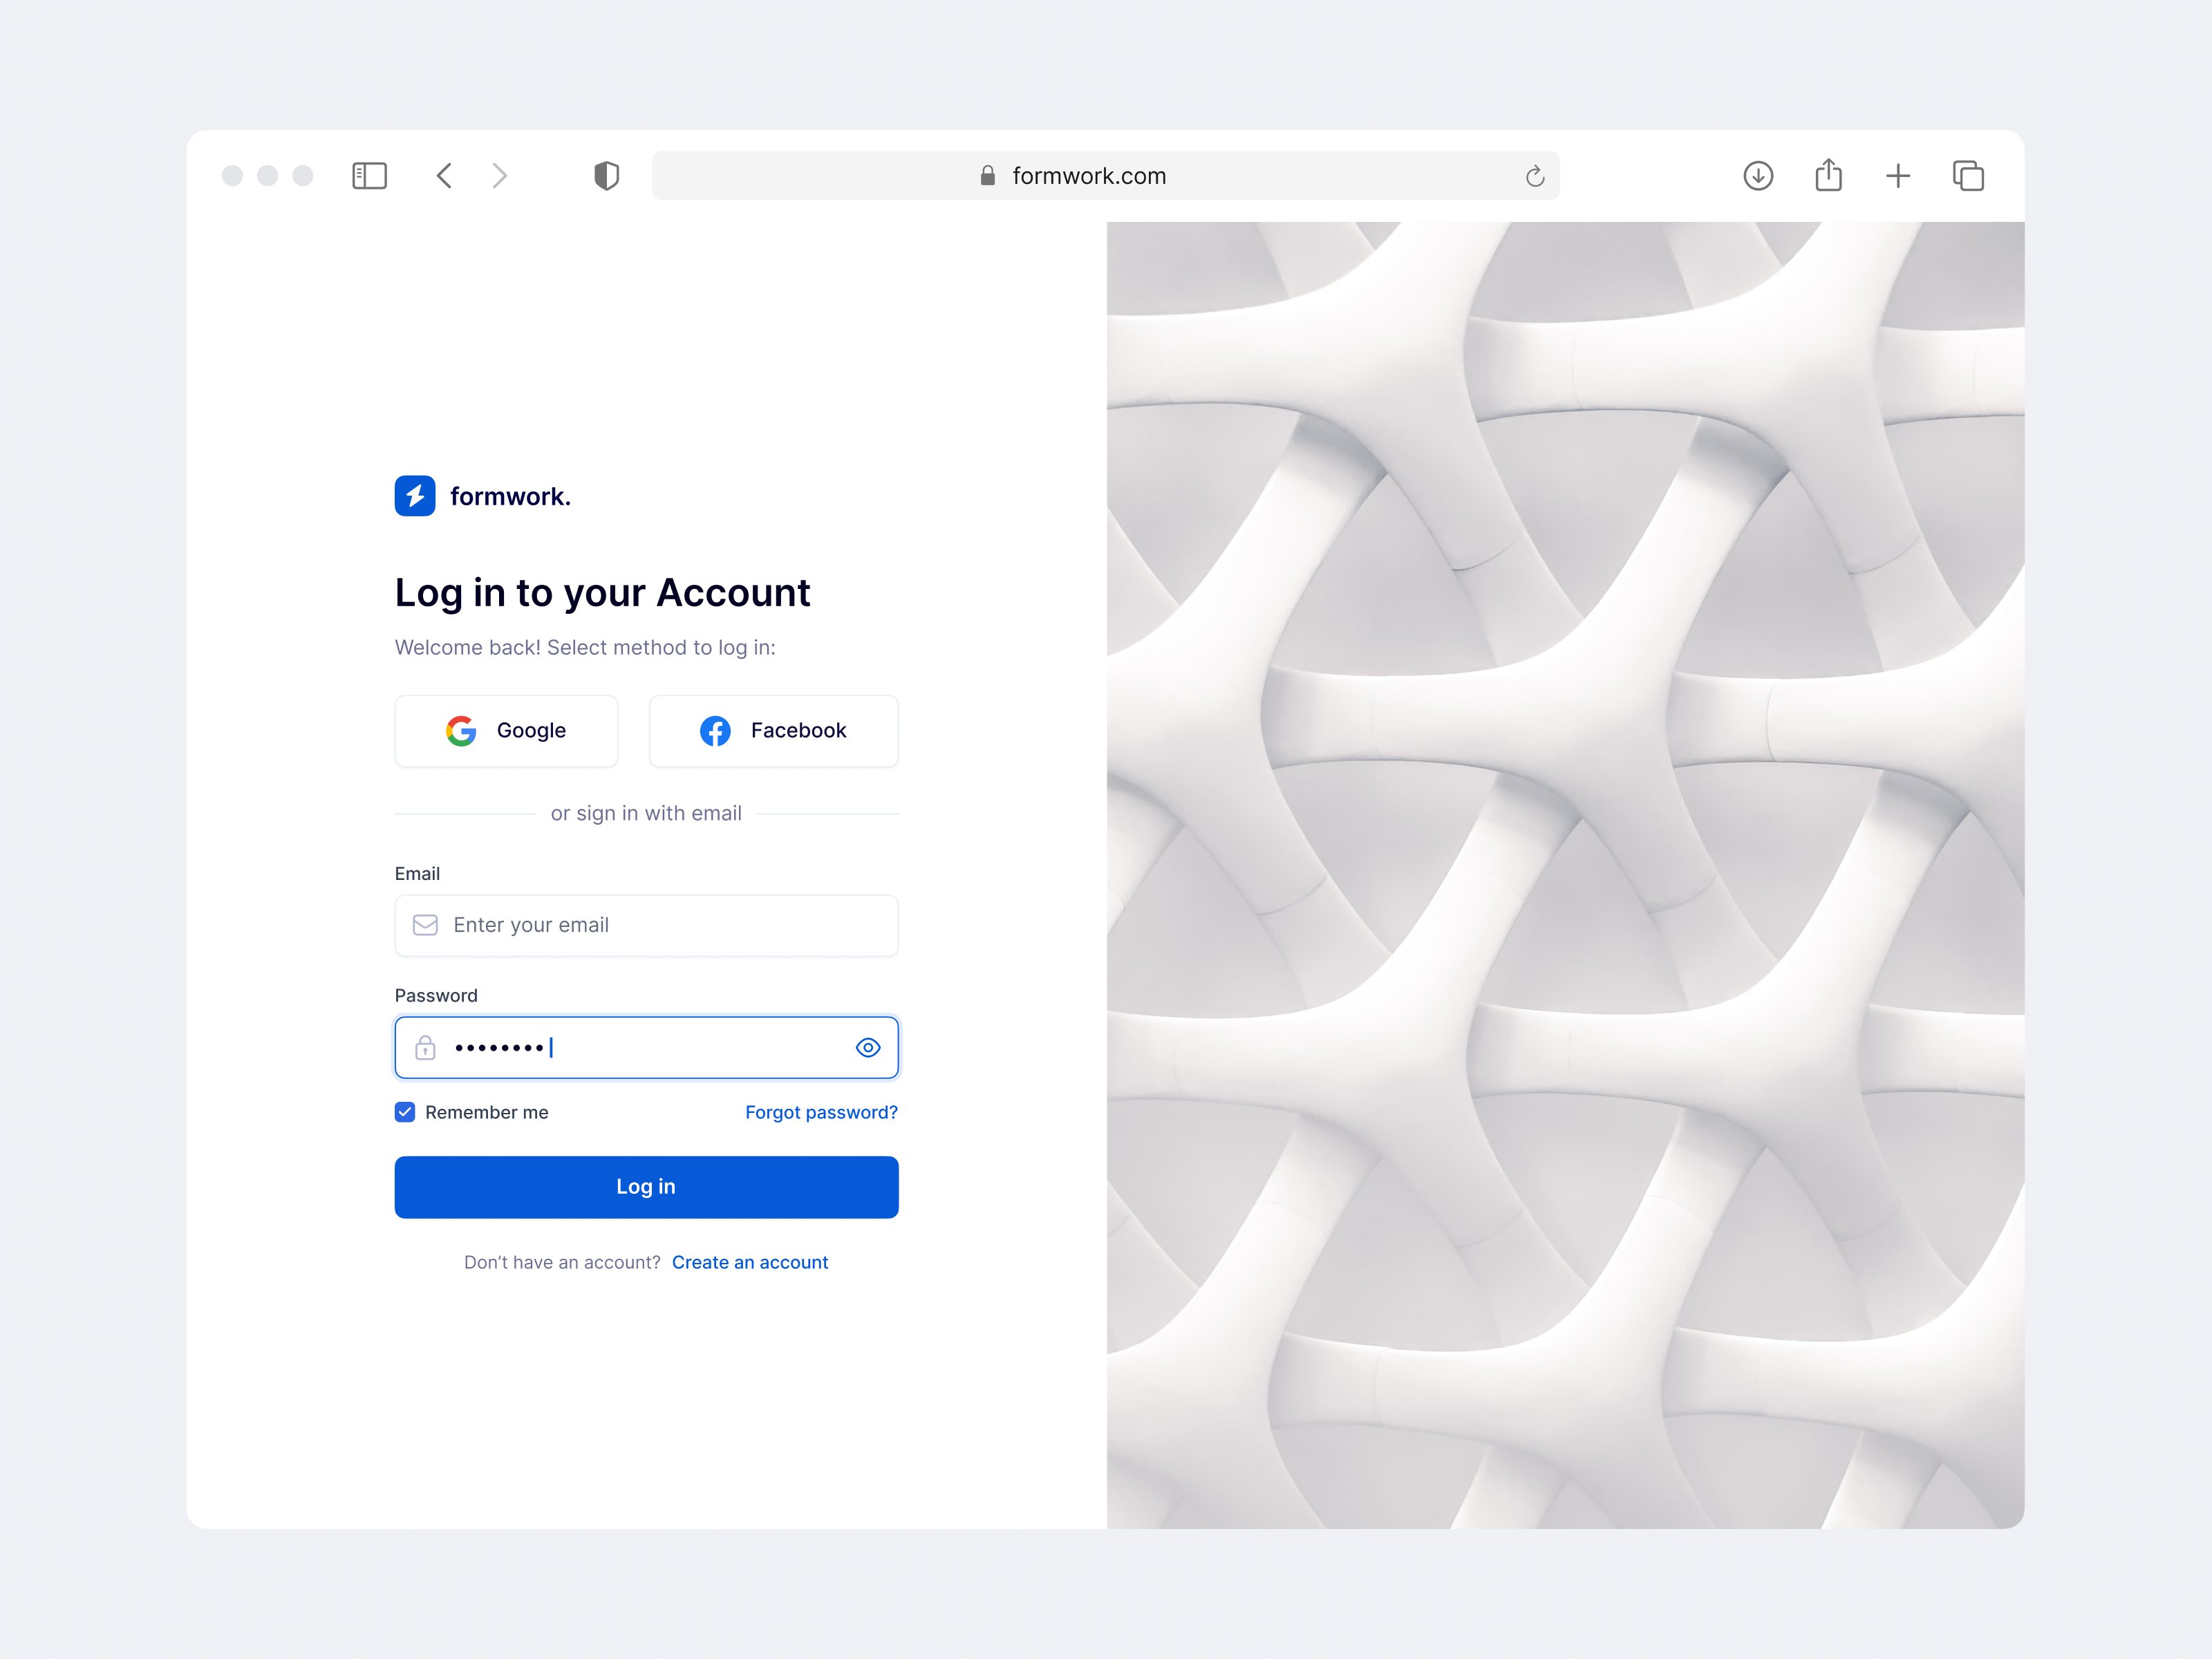 formwork.com
formwork.
Log in to your Account
Welcome back! Select method to log in:
Google
Facebook
or sign in with email
Email
Enter your email
Password
••••••••
Remember me
Forgot password?
Log in
Don’t have an account? Create an account